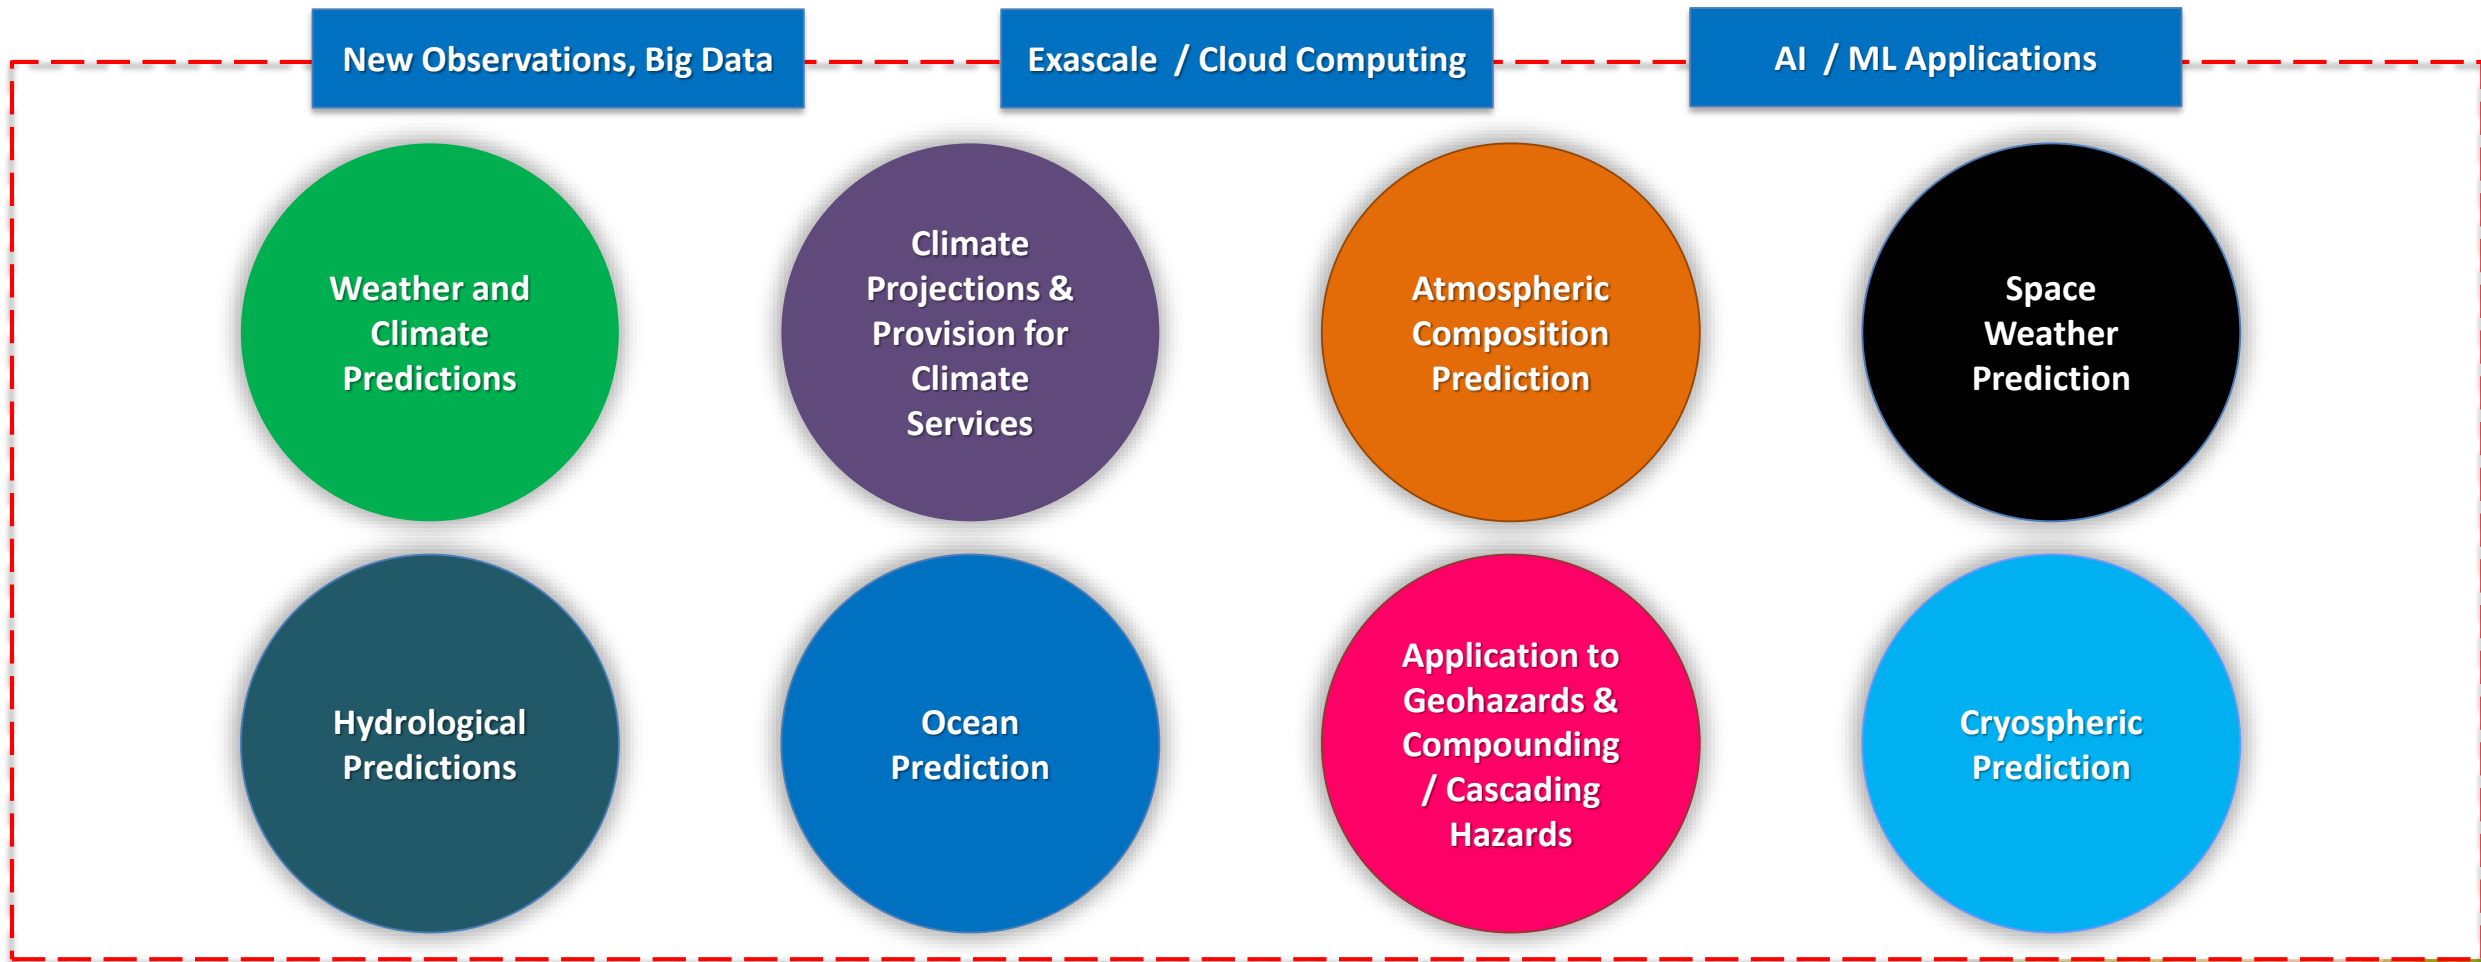 New Observations, Big Data
Exascale / Cloud Computing
AI / ML Applications
Weather and
Climate
Predictions
Climate
Projections &
Provision for
Climate
Services
Atmospheric
Composition
Prediction
Space
Weather
Prediction
Hydrological
Predictions
Ocean
Prediction
Application to
Geohazards &
Compounding
/ Cascading
Hazards
Cryospheric
Prediction